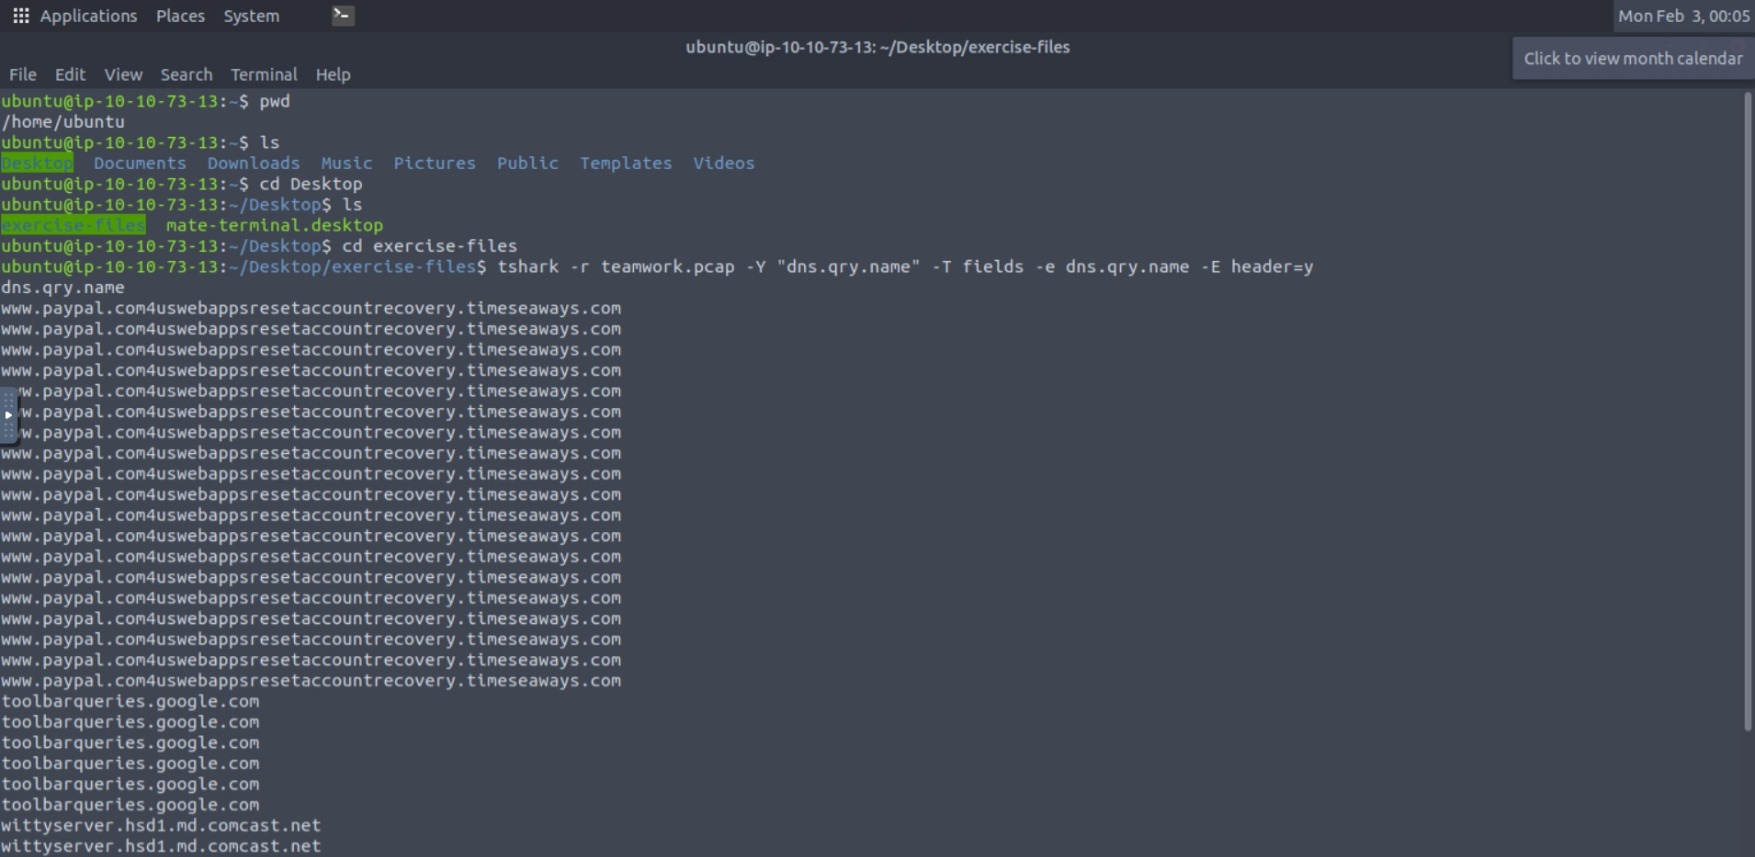 Applications Places System Mon Feb 3, 00:05
ubuntu@ip-10-10-73-13: ~/Desktop/exercise-files
Click to view month calendar
File Edit View Search Terminal Help
ubuntu@ip-10-10-73-13:~$ pwd
/home/ubuntu
ubuntu@ip-10-10-73-13:~$ ls
Desktop Documents Downloads Music Pictures Public Templates Videos
ubuntu@ip-10-10-73-13:~$ cd Desktop
ubuntu@ip-10-10-73-13:~/Desktop$ ls
exercise-files mate-terminal.desktop
ubuntu@ip-10-10-73-13:~/Desktop$ cd exercise-files
ubuntu@ip-10-10-73-13:~/Desktop/exercise-files$ tshark -r teamwork.pcap -Y "dns.qry.name" -T fields -e dns.qry.name -E header=y
dns.qry.name
www.paypal.com4uswebappsresetaccountrecovery.timeseaways.com
www.paypal.com4uswebappsresetaccountrecovery.timeseaways.com
www.paypal.com4uswebappsresetaccountrecovery.timeseaways.com
www.paypal.com4uswebappsresetaccountrecovery.timeseaways.com
ww.paypal.com4uswebappsresetaccountrecovery.timeseaways.com
w.paypal.com4uswebappsresetaccountrecovery.timeseaways.com
ww.paypal.com4uswebappsresetaccountrecovery.timeseaways.com
www.paypal.com4uswebappsresetaccountrecovery.timeseaways.com
www.paypal.com4uswebappsresetaccountrecovery.timeseaways.com
www.paypal.com4uswebappsresetaccountrecovery.timeseaways.com
www.paypal.com4uswebappsresetaccountrecovery.timeseaways.com
www.paypal.com4uswebappsresetaccountrecovery.timeseaways.com
www.paypal.com4uswebappsresetaccountrecovery.timeseaways.com
www.paypal.com4uswebappsresetaccountrecovery.timeseaways.com
www.paypal.com4uswebappsresetaccountrecovery.timeseaways.com
www.paypal.com4uswebappsresetaccountrecovery.timeseaways.com
www.paypal.com4uswebappsresetaccountrecovery.timeseaways.com
www.paypal.com4uswebappsresetaccountrecovery.timeseaways.com
www.paypal.com4uswebappsresetaccountrecovery.timeseaways.com
toolbarqueries.google.com
toolbarqueries.google.com
toolbarqueries.google.com
toolbarqueries.google.com
toolbarqueries.google.com
toolbarqueries.google.com
wittyserver.hsd1.md.comcast.net
wittyserver.hsd1.md.comcast.net